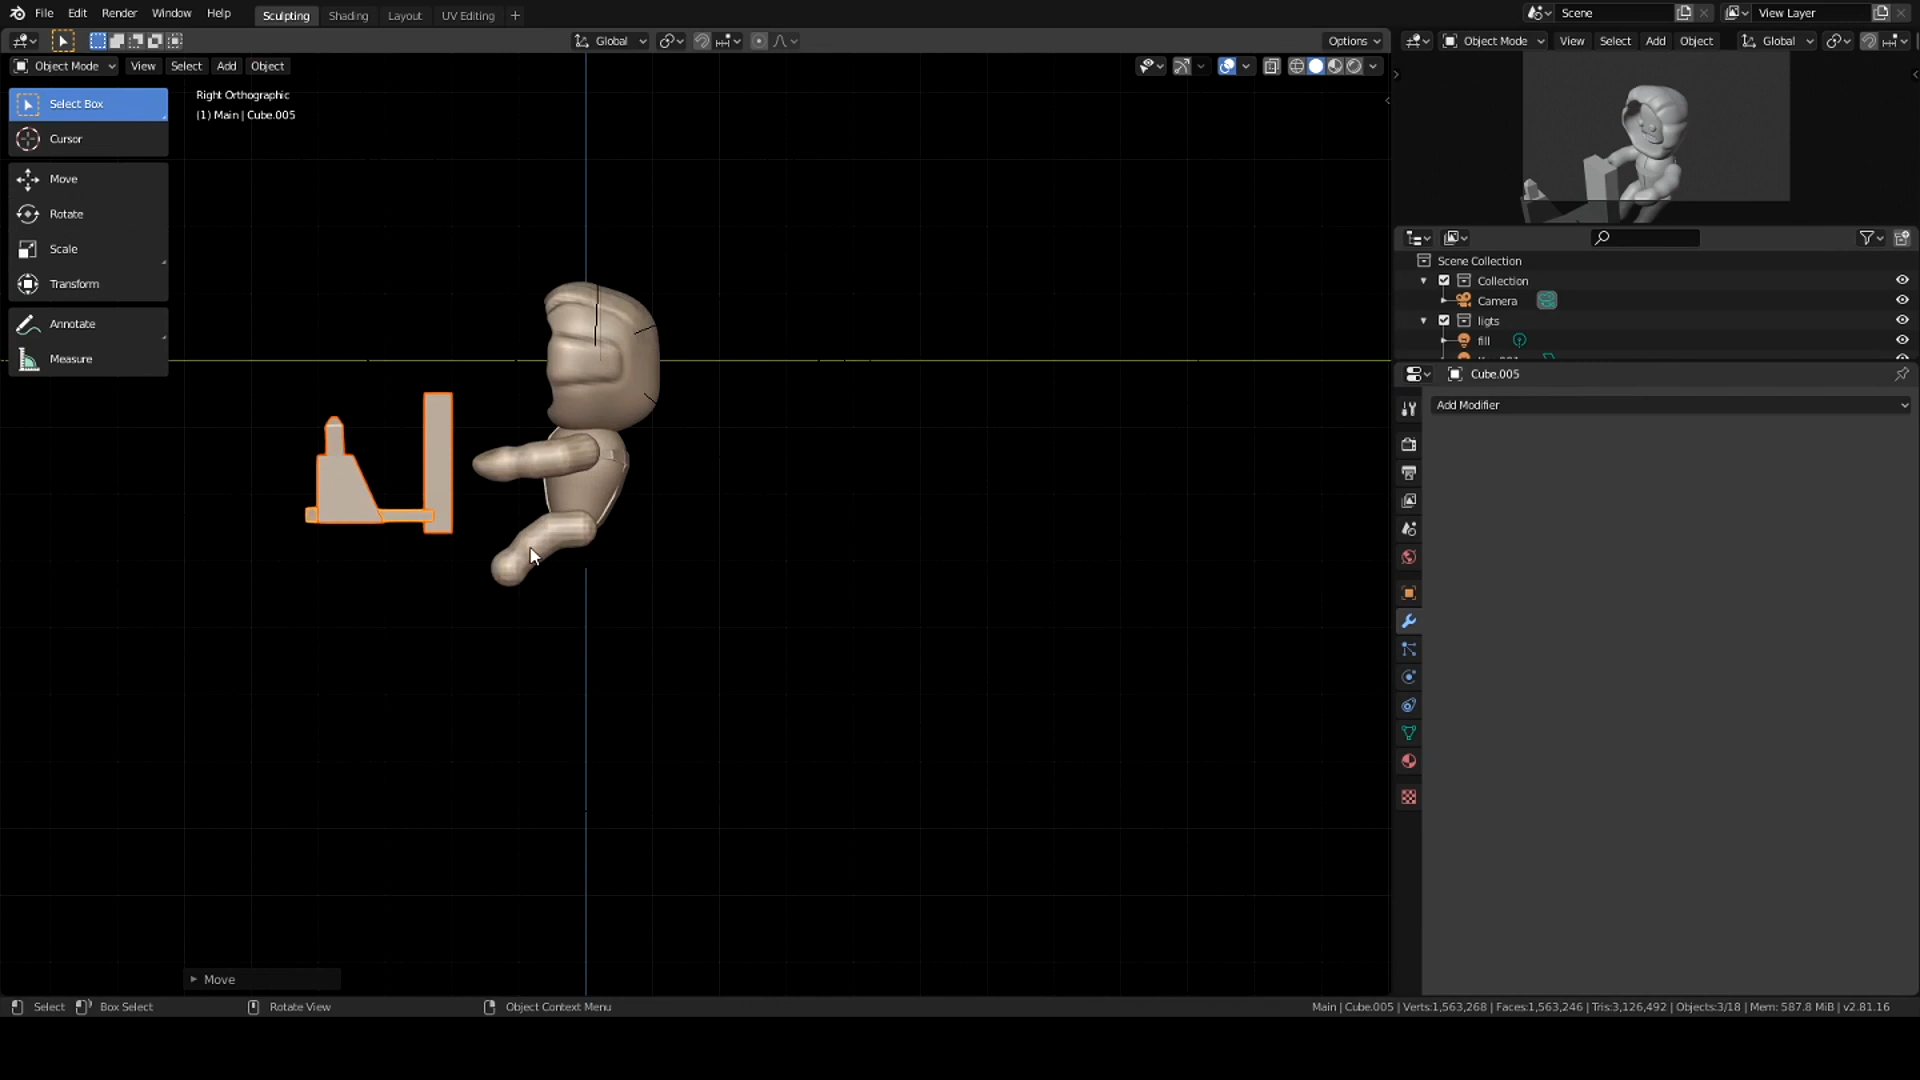 File Edit Render Window Help Sculpting Shading Layout UV Editing + Scene View Layer
Global Options Object Mode View Select Add Object Global
Object Mode View Select Add Object
Select Box
Cursor
Move
Rotate
Scale
Transform
Annotate
Measure
Right Orthographic
(1) Main | Cube.005
Scene Collection
Collection
Camera
ligts
fill
Cube.005
Add Modifier
Move
Select Box Select Rotate View Object Context Menu Main | Cube.005 | Verts:1,563,268 | Faces:1,563,246 | Tris:3,126,492 | Objects:3/18 | Mem: 587.8 MiB | v2.81.16